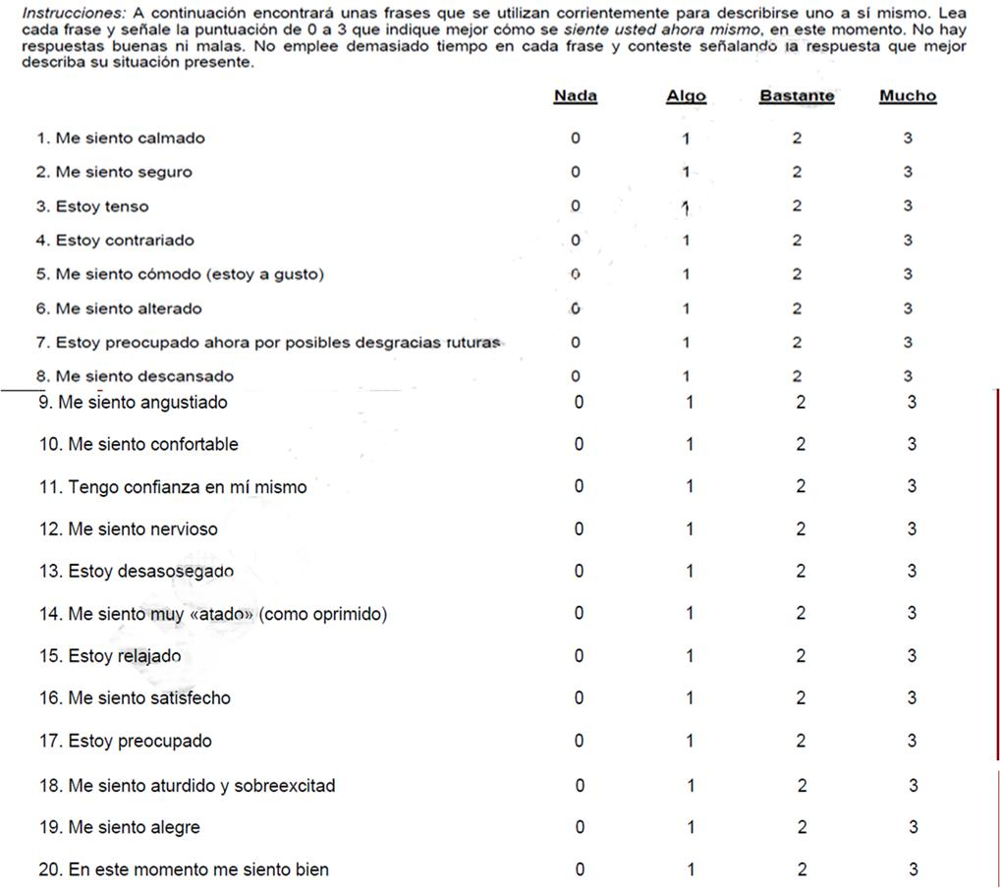 Instrucciones: A continuación encontrará unas frases que se utilizan corrientemente para describirse uno a sí mismo. Lea
cada frase y señale la puntuación de 0 a 3 que indique mejor cómo se siente usted ahora mismo, en este momento. No hay
respuestas buenas ni malas. No emplee demasiado tiempo en cada frase y conteste señalando la respuesta que mejor
describa su situación presente.
Nada Algo Bastante Mucho
1. Me siento calmado 0 1 2 3
2. Me siento seguro 0 1 2 3
3. Estoy tenso 0 1 2 3
4. Estoy contrariado 0 1 2 3
5. Me siento cómodo (estoy a gusto) 0 1 2 3
6. Me siento alterado 0 1 2 3
7. Estoy preocupado ahora por posibles desgracias futuras 0 1 2 3
8. Me siento descansado 0 1 2 3
9. Me siento angustiado 0 1 2 3
10. Me siento confortable 0 1 2 3
11. Tengo confianza en mí mismo 0 1 2 3
12. Me siento nervioso 0 1 2 3
13. Estoy desasosegado 0 1 2 3
14. Me siento muy «atado» (como oprimido) 0 1 2 3
15. Estoy relajado 0 1 2 3
16. Me siento satisfecho 0 1 2 3
17. Estoy preocupado 0 1 2 3
18. Me siento aturdido y sobreexcitad 0 1 2 3
19. Me siento alegre 0 1 2 3
20. En este momento me siento bien 0 1 2 3